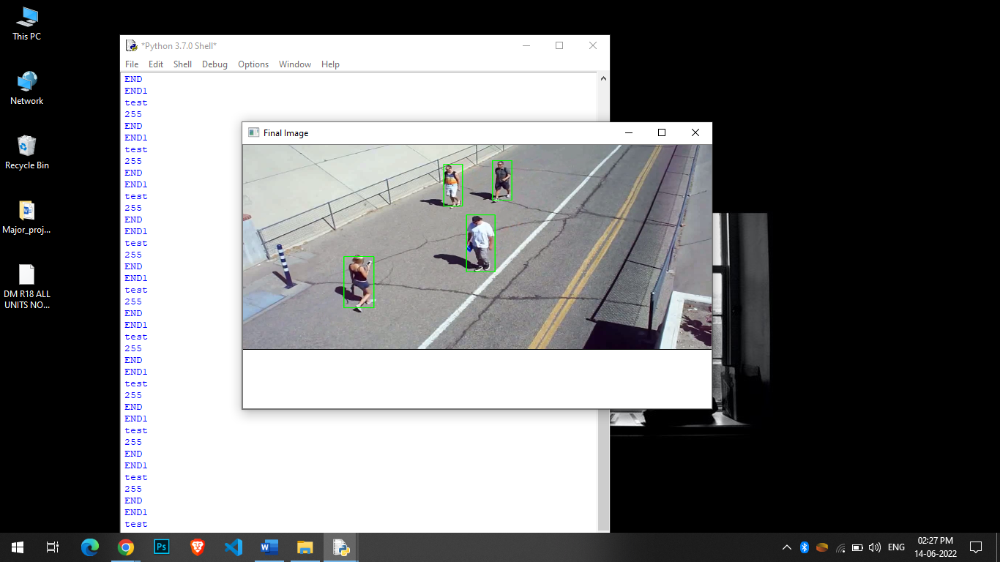 This PC
Network
Recycle Bin
Major_proj...
DM R18 ALL
UNITS NO...
*Python 3.7.0 Shell*
File Edit Shell Debug Options Window Help
END
END1
test
255
END
END1
test
255
END
END1
test
255
END
END1
test
255
END
END1
test
255
END
END1
test
255
END
END1
test
255
END
END1
test
255
END
END1
test
255
END
END1
test
Final Image
Ps
W
ENG
02:27 PM
14-06-2022